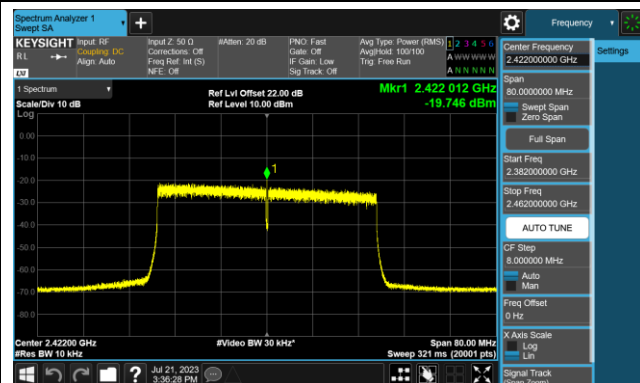 Spectrum Analyzer 1
Swept SA
Frequency
KEYSIGHT
RL
LXI
Input: RF
Coupling: DC
Align: Auto
Input Z: 50 Ω
Corrections: Off
Freq Ref: Int (S)
NFE: Off
#Atten: 20 dB
PNO: Fast
Gate: Off
IF Gain: Low
Sig Track: Off
Avg Type: Power (RMS)
Avg|Hold: 100/100
Trig: Free Run
1 2 3 4 5 6
A W W W W W
A N N N N N
1 Spectrum
Scale/Div 10 dB
Log
Ref Lvl Offset 22.00 dB
Ref Level 10.00 dBm
Mkr1 2.422 012 GHz
-19.746 dBm
0.00
-10.0
-20.0
-30.0
-40.0
-50.0
-60.0
-70.0
-80.0
1
Center 2.42200 GHz
#Res BW 10 kHz
#Video BW 30 kHz*
Span 80.00 MHz
Sweep 321 ms (20001 pts)
Jul 21, 2023
3:36:28 PM
Center Frequency
2.422000000 GHz
Span
80.0000000 MHz
Swept Span
Zero Span
Full Span
Start Freq
2.382000000 GHz
Stop Freq
2.462000000 GHz
AUTO TUNE
CF Step
8.000000 MHz
Auto
Man
Freq Offset
0 Hz
X Axis Scale
Log
Lin
Signal Track
(Span Zoom)
Settings